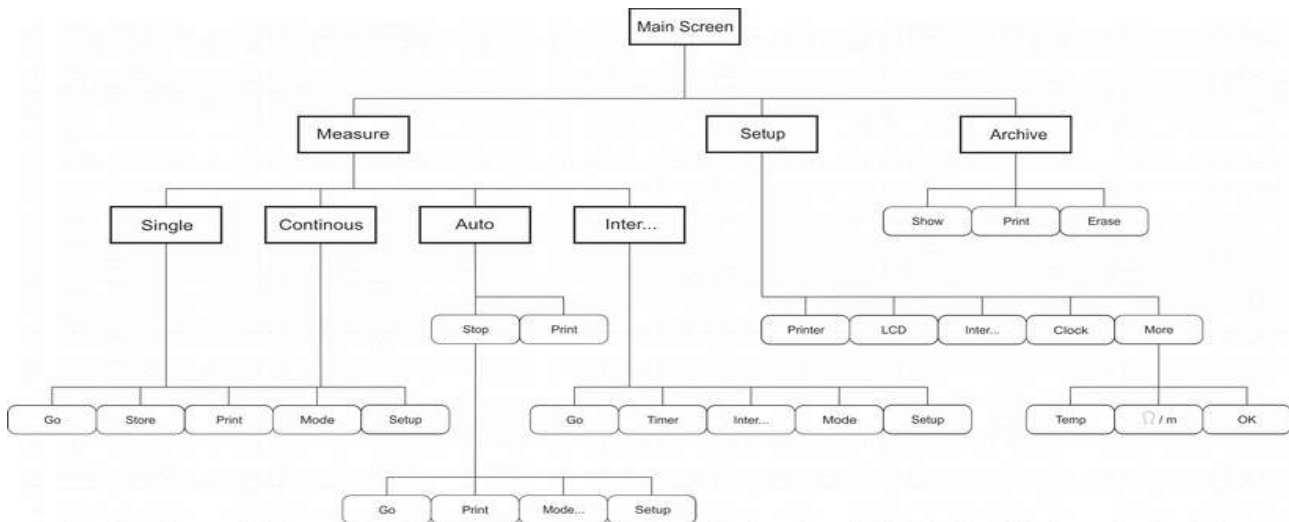 Main Screen
Measure
Setup
Archive
Single
Continous
Auto
Inter...
Show
Print
Erase
Stop
Print
Printer
LCD
Inter...
Clock
More
Go
Store
Print
Mode
Setup
Go
Timer
Inter...
Mode
Setup
Temp
Ω / m
OK
Go
Print
Mode...
Setup